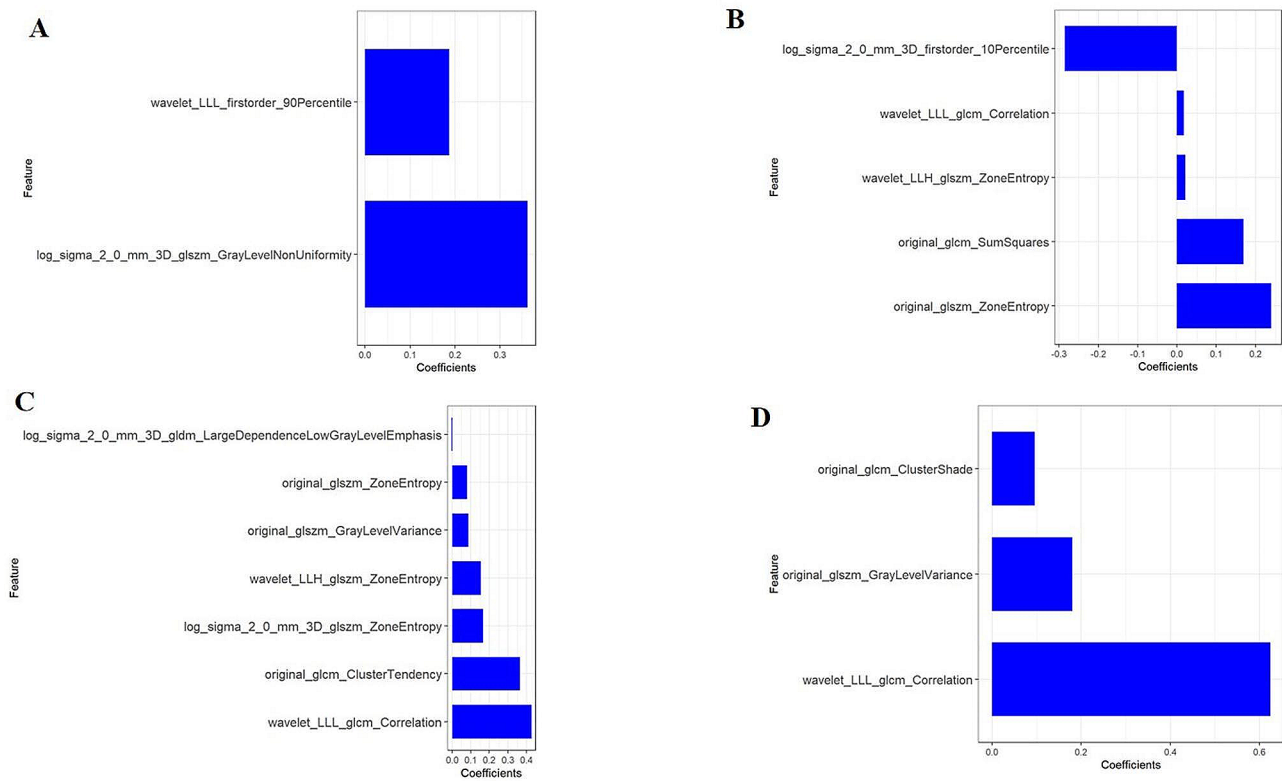 A
wavelet_LLL_firstorder_90Percentile
log_sigma_2_0_mm_3D_glszm_GrayLevelNonUniformity
Feature
0.0 0.1 0.2 0.3
Coefficients
B
log_sigma_2_0_mm_3D_firstorder_10Percentile
wavelet_LLL_glcm_Correlation
wavelet_LLH_glszm_ZoneEntropy
original_glcm_SumSquares
original_glszm_ZoneEntropy
Feature
-0.3 -0.2 -0.1 0.0 0.1 0.2
Coefficients
C
log_sigma_2_0_mm_3D_gldm_LargeDependenceLowGrayLevelEmphasis
original_glszm_ZoneEntropy
original_glszm_GrayLevelVariance
wavelet_LLH_glszm_ZoneEntropy
log_sigma_2_0_mm_3D_glszm_ZoneEntropy
original_glcm_ClusterTendency
wavelet_LLL_glcm_Correlation
Feature
0.0 0.1 0.2 0.3 0.4
Coefficients
D
original_glcm_ClusterShade
original_glszm_GrayLevelVariance
wavelet_LLL_glcm_Correlation
Feature
0.0 0.2 0.4 0.6
Coefficients